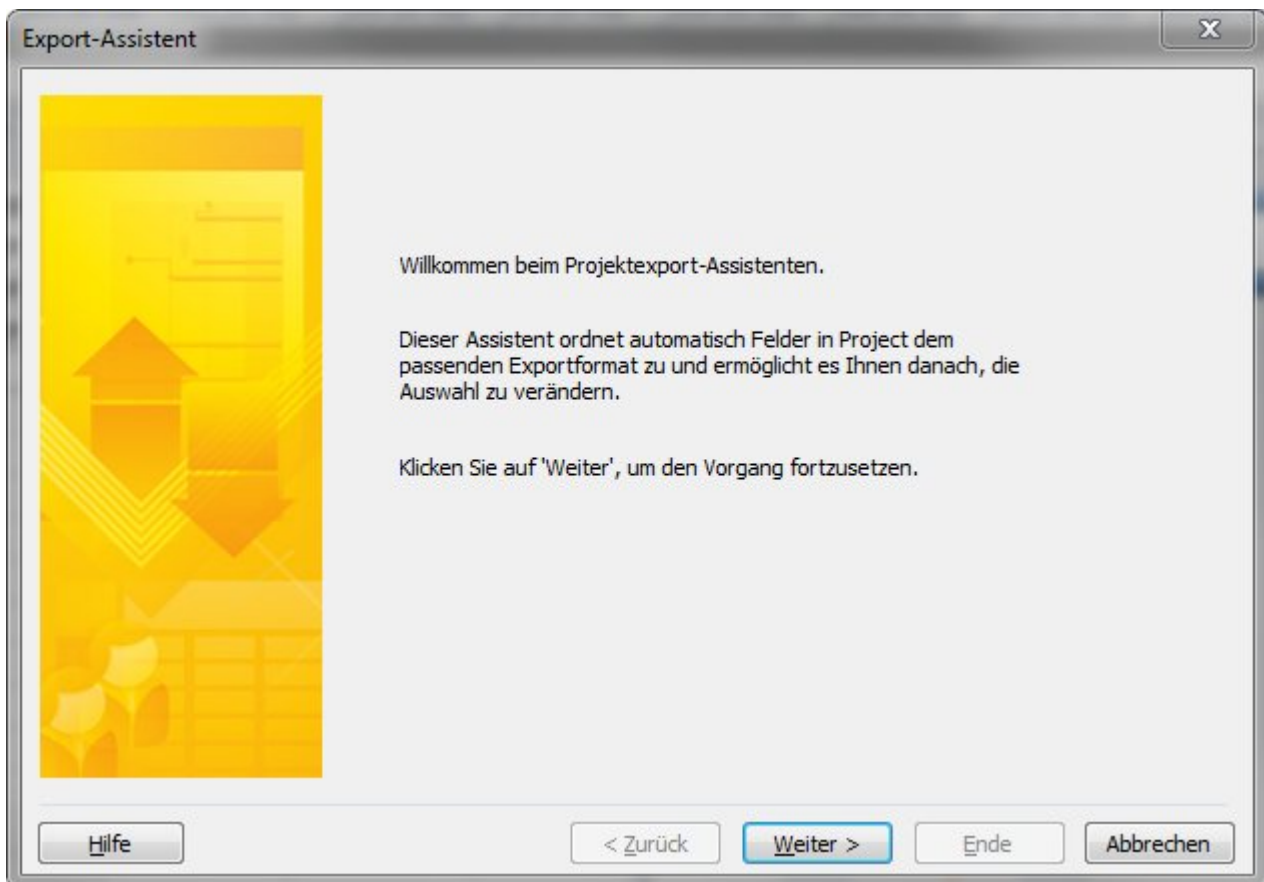 Export-Assistent
Willkommen beim Projektexport-Assistenten.
Dieser Assistent ordnet automatisch Felder in Project dem
passenden Exportformat zu und ermöglicht es Ihnen danach, die
Auswahl zu verändern.
Klicken Sie auf 'Weiter', um den Vorgang fortzusetzen.
Hilfe < Zurück Weiter > Ende Abbrechen